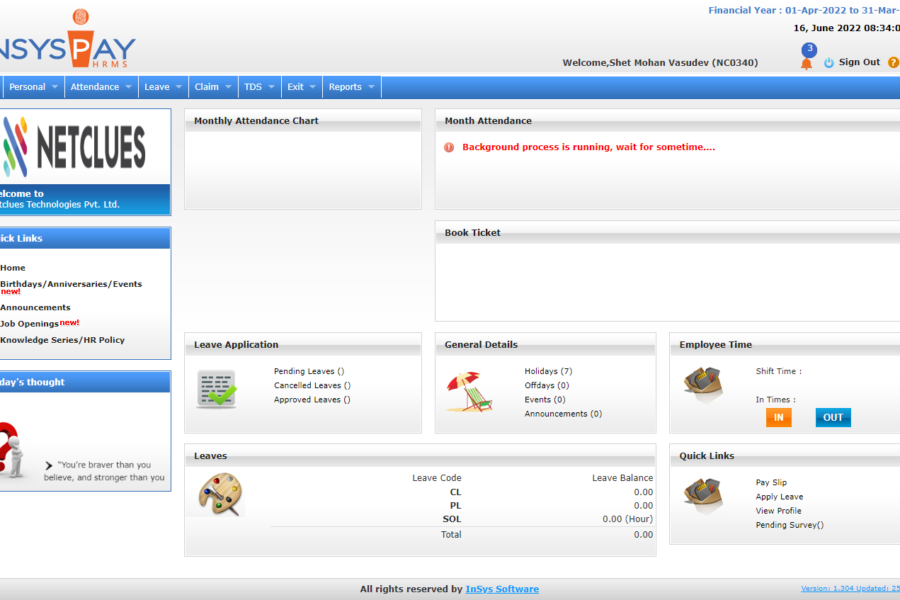 NSYSPAY
HRMS
Financial Year : 01-Apr-2022 to 31-Mar-
16, June 2022 08:34:0
3
Welcome,Shet Mohan Vasudev (NC0340)
Sign Out ?
Personal Attendance Leave Claim TDS Exit Reports
NETCLUES
elcome to
tclues Technologies Pvt. Ltd.
ick Links
Home
Birthdays/Anniversaries/Events
new!
Announcements
Job Openings new!
Knowledge Series/HR Policy
day's thought
"You're braver than you
believe, and stronger than you
Monthly Attendance Chart
Month Attendance
Background process is running, wait for sometime....
Book Ticket
Leave Application
Pending Leaves ()
Cancelled Leaves ()
Approved Leaves ()
General Details
Holidays (7)
Offdays (0)
Events (0)
Announcements (0)
Employee Time
Shift Time :
In Times :
IN OUT
Leaves
Leave Code Leave Balance
CL 0.00
PL 0.00
SOL 0.00 (Hour)
Total 0.00
Quick Links
Pay Slip
Apply Leave
View Profile
Pending Survey()
All rights reserved by InSys Software
Version: 1.304 Updated: 25